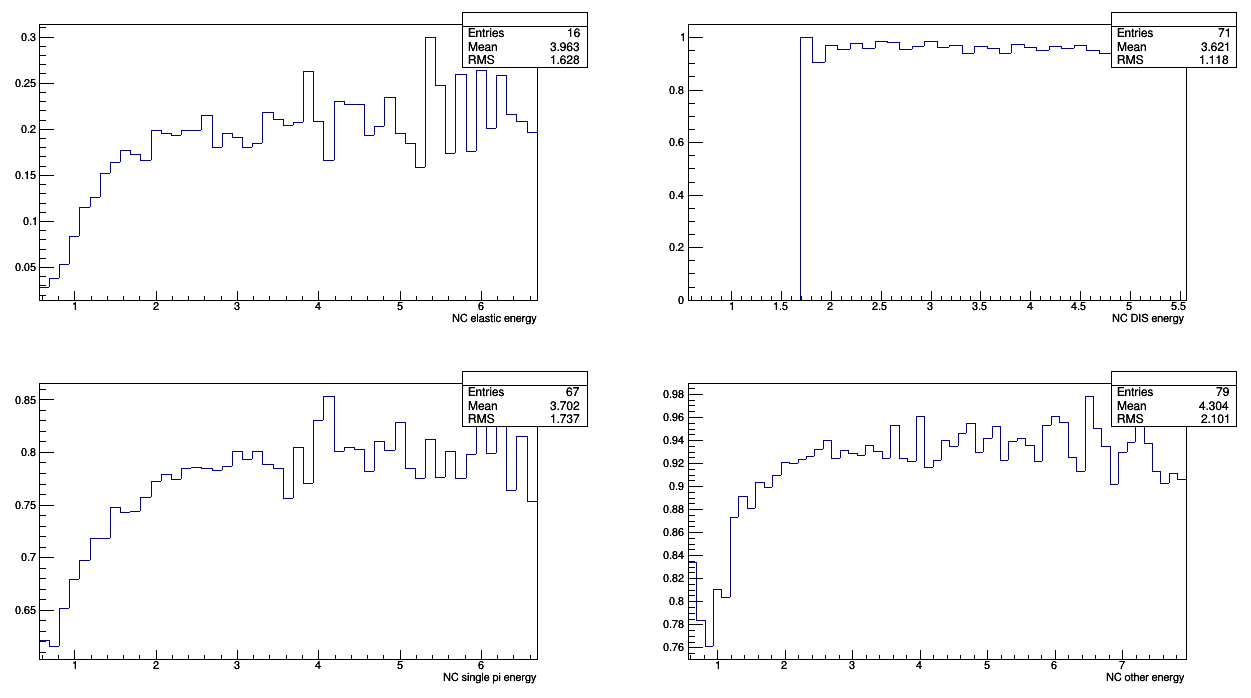 0.3
0.25
0.2
0.15
0.1
0.05
1 2 3 4 5 6
NC elastic energy
Entries 16
Mean 3.963
RMS 1.628
1
0.8
0.6
0.4
0.2
0
1 1.5 2 2.5 3 3.5 4 4.5 5 5.5
NC DIS energy
Entries 71
Mean 3.621
RMS 1.118
0.85
0.8
0.75
0.7
0.65
1 2 3 4 5 6
NC single pi energy
Entries 67
Mean 3.702
RMS 1.737
0.98
0.96
0.94
0.92
0.9
0.88
0.86
0.84
0.82
0.8
0.78
0.76
1 2 3 4 5 6 7
NC other energy
Entries 79
Mean 4.304
RMS 2.101